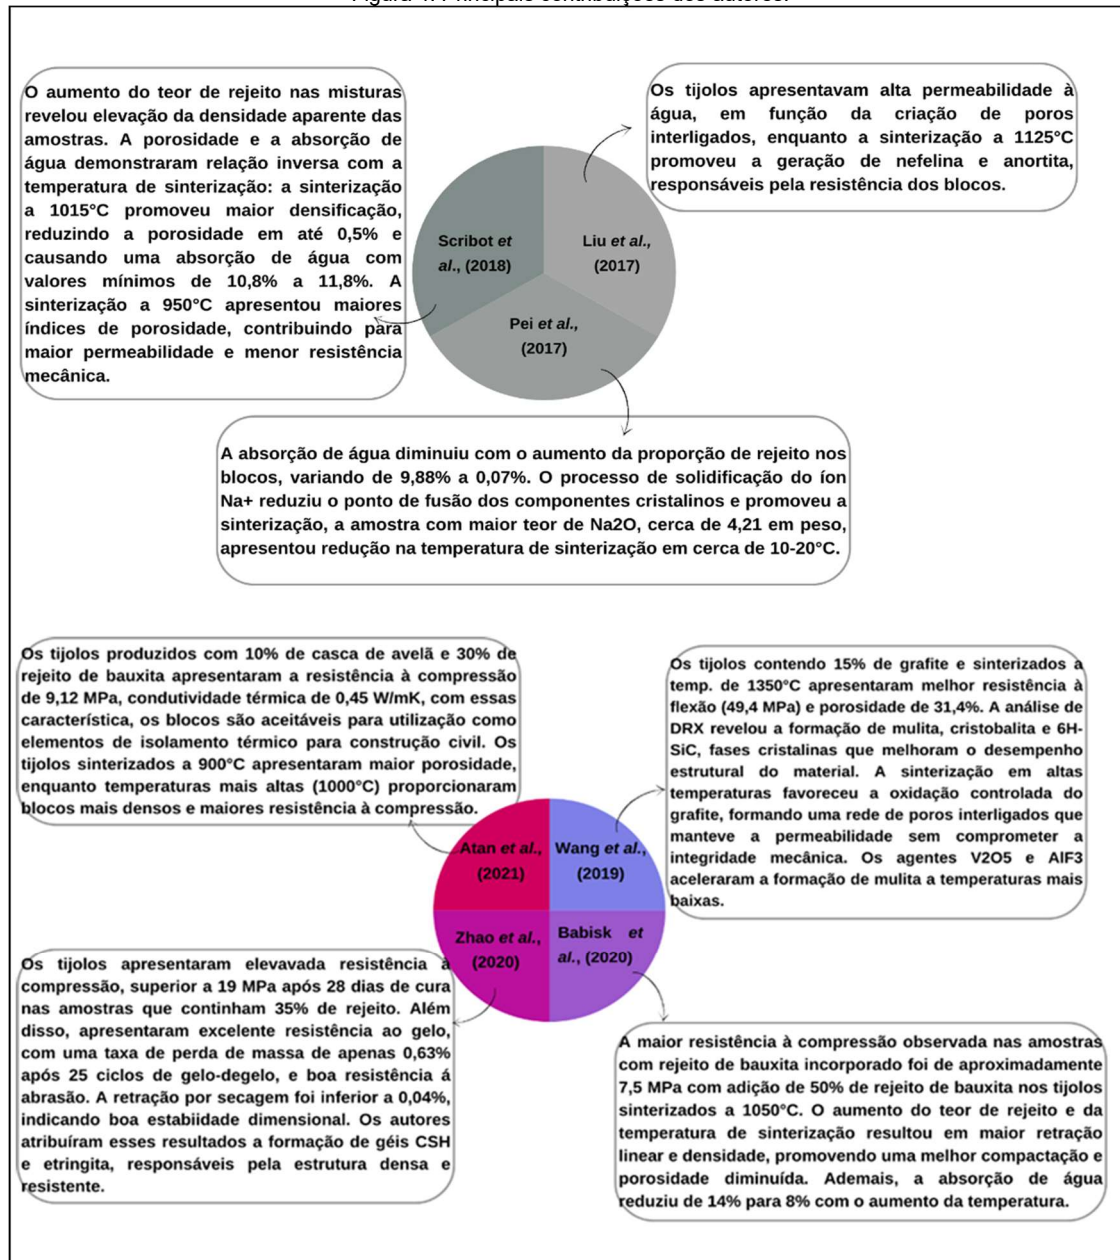 Figura 4. Principais contribuições dos autores.
O aumento do teor de rejeito nas misturas
revelou elevação da densidade aparente das
amostras. A porosidade e a absorção de
água demonstraram relação inversa com a
temperatura de sinterização: a sinterização
a 1015°C promoveu maior densificação,
reduzindo a porosidade em até 0,5% e
causando uma absorção de água com
valores mínimos de 10,8% a 11,8%. A
sinterização a 950°C apresentou maiores
índices de porosidade, contribuindo para
maior permeabilidade e menor resistência
mecânica.
Os tijolos apresentavam alta permeabilidade à
água, em função da criação de poros
interligados, enquanto a sinterização a 1125°C
promoveu a geração de nefelina e anortita,
responsáveis pela resistência dos blocos.
Scribot et
al., (2018)
Liu et al.,
(2017)
Pei et al.,
(2017)
A absorção de água diminuiu com o aumento da proporção de rejeito nos
blocos, variando de 9,88% a 0,07%. O processo de solidificação do íon
Na+ reduziu o ponto de fusão dos componentes cristalinos e promoveu a
sinterização, a amostra com maior teor de Na2O, cerca de 4,21 em peso,
apresentou redução na temperatura de sinterização em cerca de 10-20°C.
Os tijolos produzidos com 10% de casca de avelã e 30% de
rejeito de bauxita apresentaram a resistência à compressão
de 9,12 MPa, condutividade térmica de 0,45 W/mK, com essas
característica, os blocos são aceitáveis para utilização como
elementos de isolamento térmico para construção civil. Os
tijolos sinterizados a 900°C apresentaram maior porosidade,
enquanto temperaturas mais altas (1000°C) proporcionaram
blocos mais densos e maiores resistência à compressão.
Os tijolos contendo 15% de grafite e sinterizados a
temp. de 1350°C apresentaram melhor resistência à
flexão (49,4 MPa) e porosidade de 31,4%. A análise de
DRX revelou a formação de mulita, cristobalita e 6H-
SiC, fases cristalinas que melhoram o desempenho
estrutural do material. A sinterização em altas
temperaturas favoreceu a oxidação controlada do
grafite, formando uma rede de poros interligados que
manteve a permeabilidade sem comprometer a
integridade mecânica. Os agentes V2O5 e AlF3
aceleraram a formação de mulita a temperaturas mais
baixas.
Atan et al.,
(2021)
Wang et al.,
(2019)
Zhao et al.,
(2020)
Babisk et
al., (2020)
Os tijolos apresentaram elevavada resistência à
compressão, superior a 19 MPa após 28 dias de cura
nas amostras que continham 35% de rejeito. Além
disso, apresentaram excelente resistência ao gelo,
com uma taxa de perda de massa de apenas 0,63%
após 25 ciclos de gelo-degelo, e boa resistência á
abrasão. A retração por secagem foi inferior a 0,04%,
indicando boa estabiidade dimensional. Os autores
atribuíram esses resultados a formação de géis CSH
e etringita, responsáveis pela estrutura densa e
resistente.
A maior resistência à compressão observada nas amostras
com rejeito de bauxita incorporado foi de aproximadamente
7,5 MPa com adição de 50% de rejeito de bauxita nos tijolos
sinterizados a 1050°C. O aumento do teor de rejeito e da
temperatura de sinterização resultou em maior retração
linear e densidade, promovendo uma melhor compactação e
porosidade diminuída. Ademais, a absorção de água
reduziu de 14% para 8% com o aumento da temperatura.